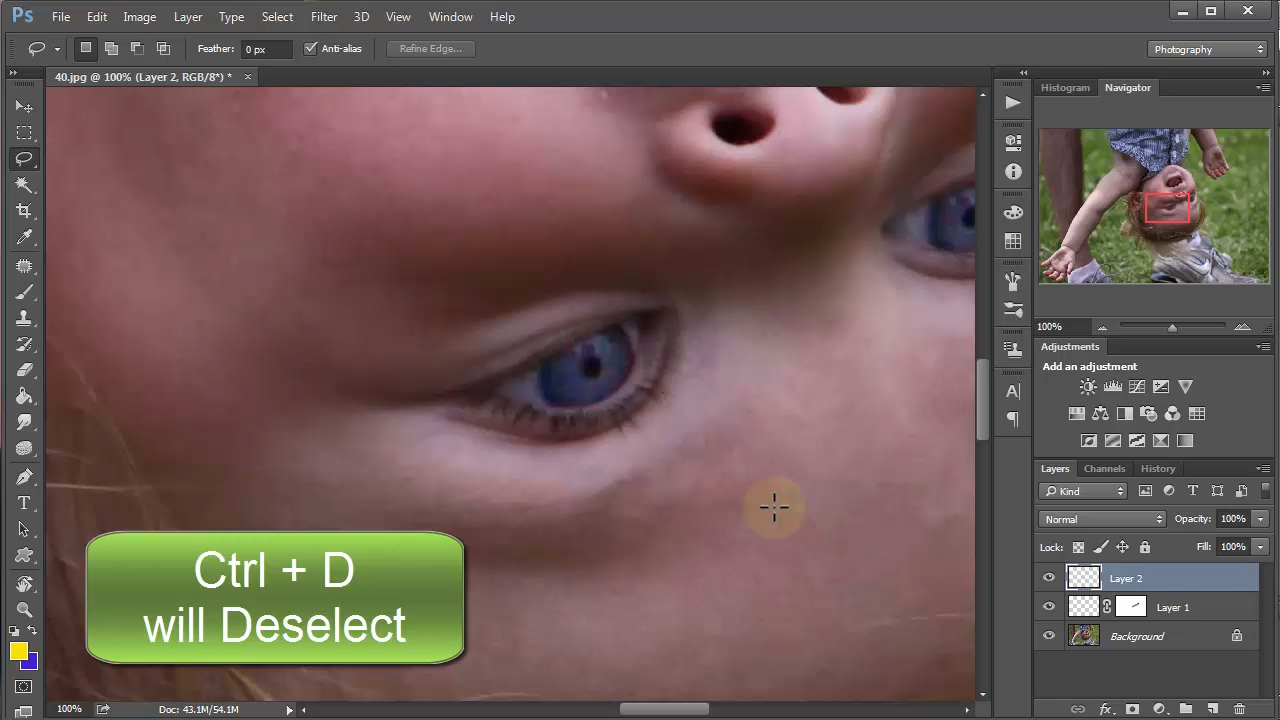 Ps File Edit Image Layer Type Select Filter 3D View Window Help
Feather: 0 px Anti-alias Refine Edge... Photography
40.jpg @ 100% (Layer 2, RGB/8*) *
Histogram Navigator
100%
Adjustments
Add an adjustment
Layers Channels History
Kind
Normal Opacity: 100%
Lock: Fill: 100%
Layer 2
Layer 1
Background
Ctrl + D
will Deselect
100% Doc: 43.1M/54.1M